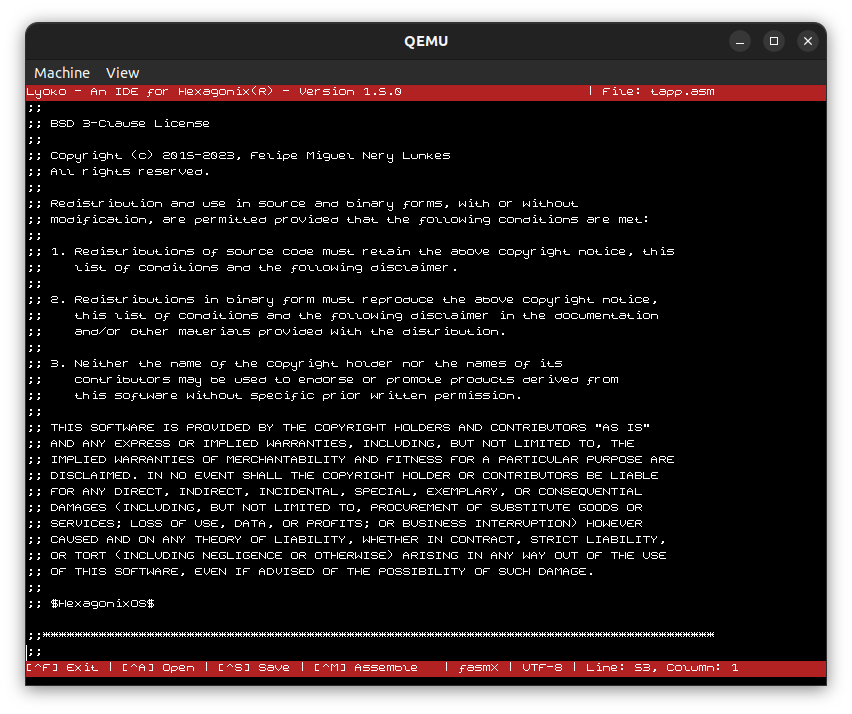 QEMU
Machine View
Lyoko - An IDE for Hexagonix(R) - Version 1.5.0 | File: tapp.asm
;;
;; BSD 3-Clause License
;;
;; Copyright (c) 2015-2023, Felipe Miguel Nery Lunkes
;; All rights reserved.
;;
;; Redistribution and use in source and binary forms, with or without
;; modification, are permitted provided that the following conditions are met:
;;
;; 1. Redistributions of source code must retain the above copyright notice, this
;;    list of conditions and the following disclaimer.
;;
;; 2. Redistributions in binary form must reproduce the above copyright notice,
;;    this list of conditions and the following disclaimer in the documentation
;;    and/or other materials provided with the distribution.
;;
;; 3. Neither the name of the copyright holder nor the names of its
;;    contributors may be used to endorse or promote products derived from
;;    this software without specific prior written permission.
;;
;; THIS SOFTWARE IS PROVIDED BY THE COPYRIGHT HOLDERS AND CONTRIBUTORS "AS IS"
;; AND ANY EXPRESS OR IMPLIED WARRANTIES, INCLUDING, BUT NOT LIMITED TO, THE
;; IMPLIED WARRANTIES OF MERCHANTABILITY AND FITNESS FOR A PARTICULAR PURPOSE ARE
;; DISCLAIMED. IN NO EVENT SHALL THE COPYRIGHT HOLDER OR CONTRIBUTORS BE LIABLE
;; FOR ANY DIRECT, INDIRECT, INCIDENTAL, SPECIAL, EXEMPLARY, OR CONSEQUENTIAL
;; DAMAGES (INCLUDING, BUT NOT LIMITED TO, PROCUREMENT OF SUBSTITUTE GOODS OR
;; SERVICES; LOSS OF USE, DATA, OR PROFITS; OR BUSINESS INTERRUPTION) HOWEVER
;; CAUSED AND ON ANY THEORY OF LIABILITY, WHETHER IN CONTRACT, STRICT LIABILITY,
;; OR TORT (INCLUDING NEGLIGENCE OR OTHERWISE) ARISING IN ANY WAY OUT OF THE USE
;; OF THIS SOFTWARE, EVEN IF ADVISED OF THE POSSIBILITY OF SUCH DAMAGE.
;;
;; $HexagonixOS$
;;************************************************************************************
;;
[^F] Exit | [^A] Open | [^S] Save | [^M] Assemble | fasmX | UTF-8 | Line: 53, Column: 1